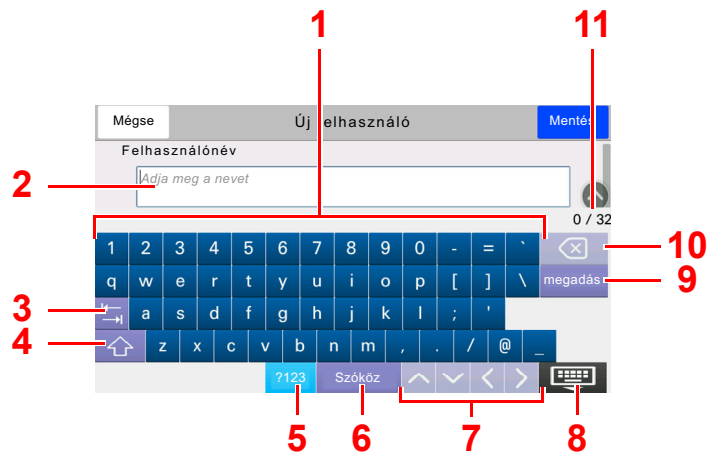 1 11
Mégse Új felhasználó Mentés
Felhasználónév
2 Adja meg a nevet
0 / 32
1 2 3 4 5 6 7 8 9 0 - = ` 10
q w e r t y u i o p [ ] \ megadás 9
3 a s d f g h j k l ; '
4 z x c v b n m , . / @ _
?123 Szóköz
5 6 7 8